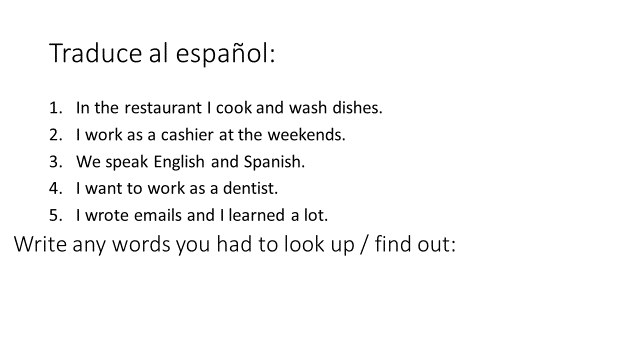 Traduce al español:
1. In the restaurant I cook and wash dishes.
2. I work as a cashier at the weekends.
3. We speak English and Spanish.
4. I want to work as a dentist.
5. I wrote emails and I learned a lot.
Write any words you had to look up / find out: